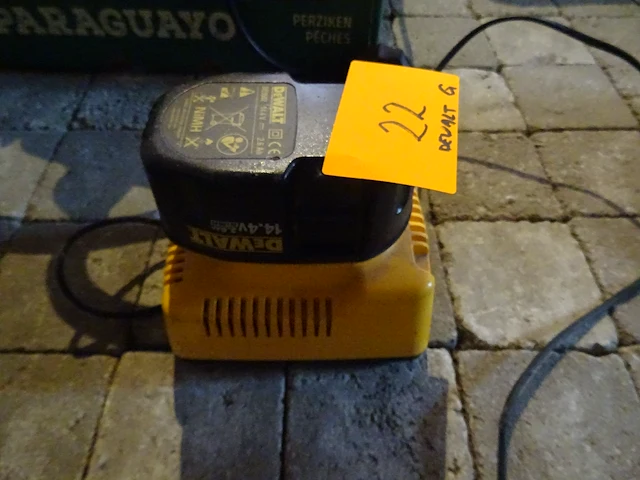 PARAGUAYO
PERZIKEN
PÊCHES
22
DEWALT G
DEWALT
14.4V
DEWALT